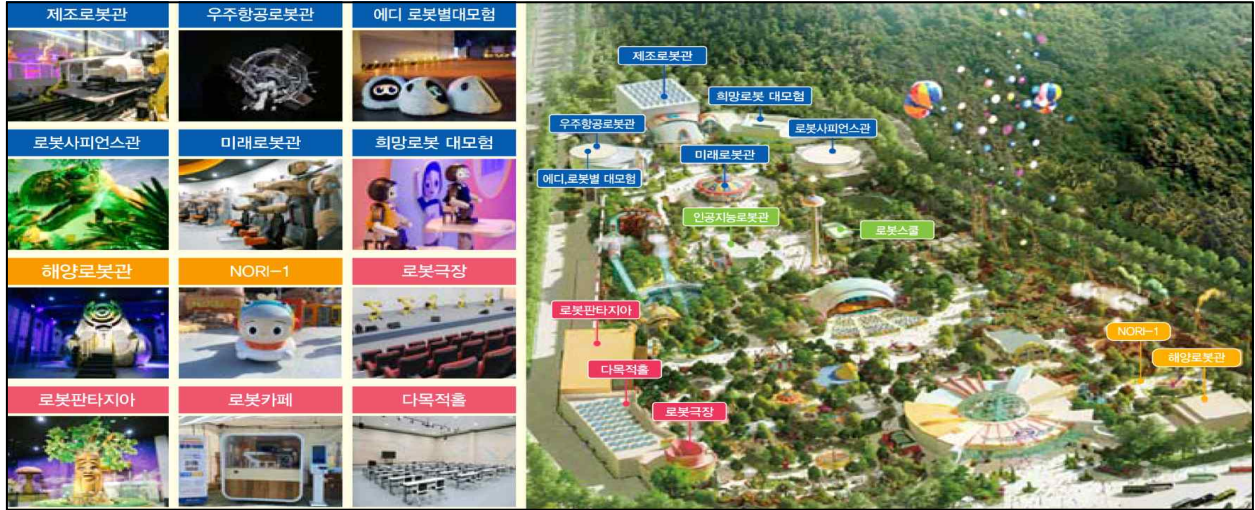 제조로봇관
우주항공로봇관
에디 로봇별대모험
로봇사피언스관
미래로봇관
희망로봇 대모험
해양로봇관
NORI-1
로봇극장
로봇판타지아
로봇카페
다목적홀
제조로봇관
희망로봇 대모험
우주항공로봇관
로봇사피언스관
미래로봇관
에디,로봇별 대모험
인공지능로봇관
로봇스쿨
로봇판타지아
NORI-1
해양로봇관
다목적홀
로봇극장